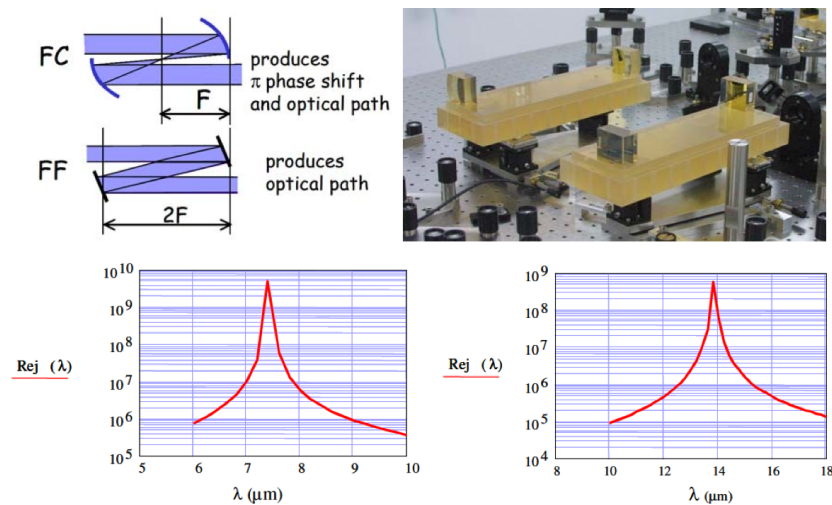 FC
produces
π phase shift
and optical path
F
FF
produces
optical path
2F
10^10
10^9
10^8
10^7
10^6
10^5
Rej (λ)
5 6 7 8 9 10
λ (μm)
10^9
10^8
10^7
10^6
10^5
10^4
Rej (λ)
8 10 12 14 16 18
λ (μm)